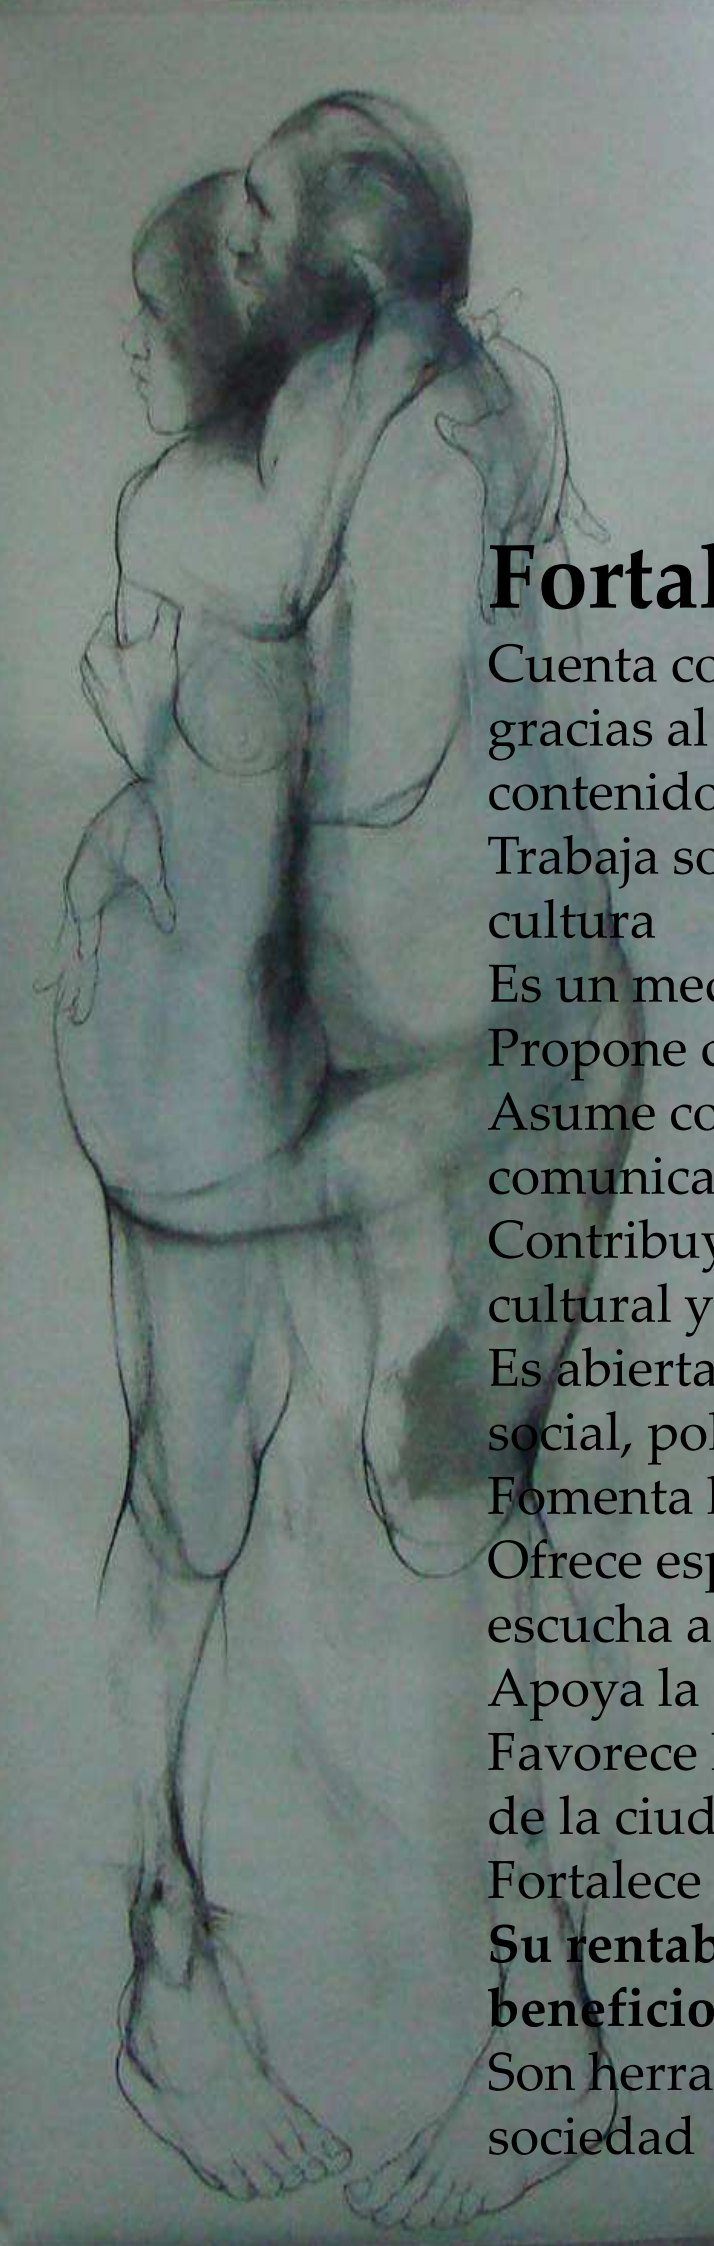 Fortal
Cuenta co
gracias al
contenido
Trabaja so
cultura
Es un med
Propone c
Asume co
comunica
Contribuy
cultural y
Es abierta
social, pol
Fomenta l
Ofrece esp
escucha a
Apoya la
Favorece l
de la ciud
Fortalece
Su rentab
beneficio
Son herra
sociedad